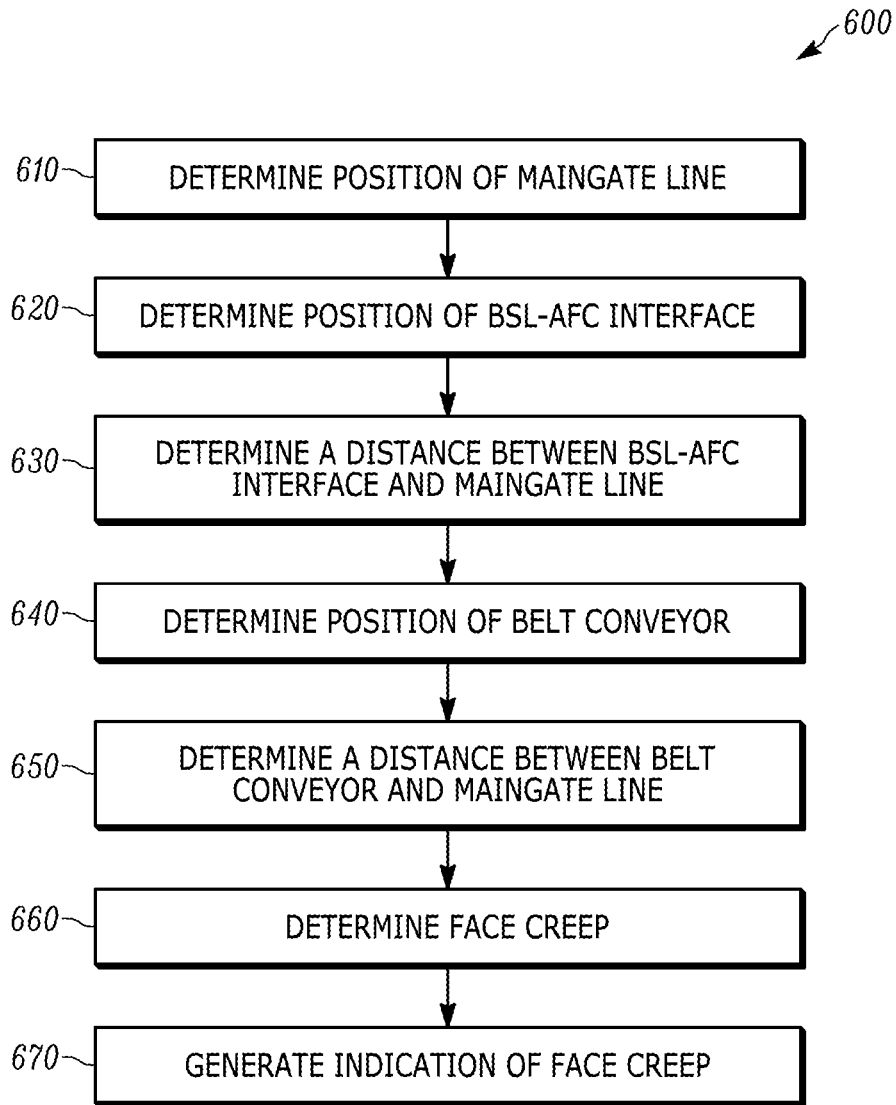 600
610
DETERMINE POSITION OF MAINGATE LINE
620
DETERMINE POSITION OF BSL-AFC INTERFACE
630
DETERMINE A DISTANCE BETWEEN BSL-AFC
INTERFACE AND MAINGATE LINE
640
DETERMINE POSITION OF BELT CONVEYOR
650
DETERMINE A DISTANCE BETWEEN BELT
CONVEYOR AND MAINGATE LINE
660
DETERMINE FACE CREEP
670
GENERATE INDICATION OF FACE CREEP